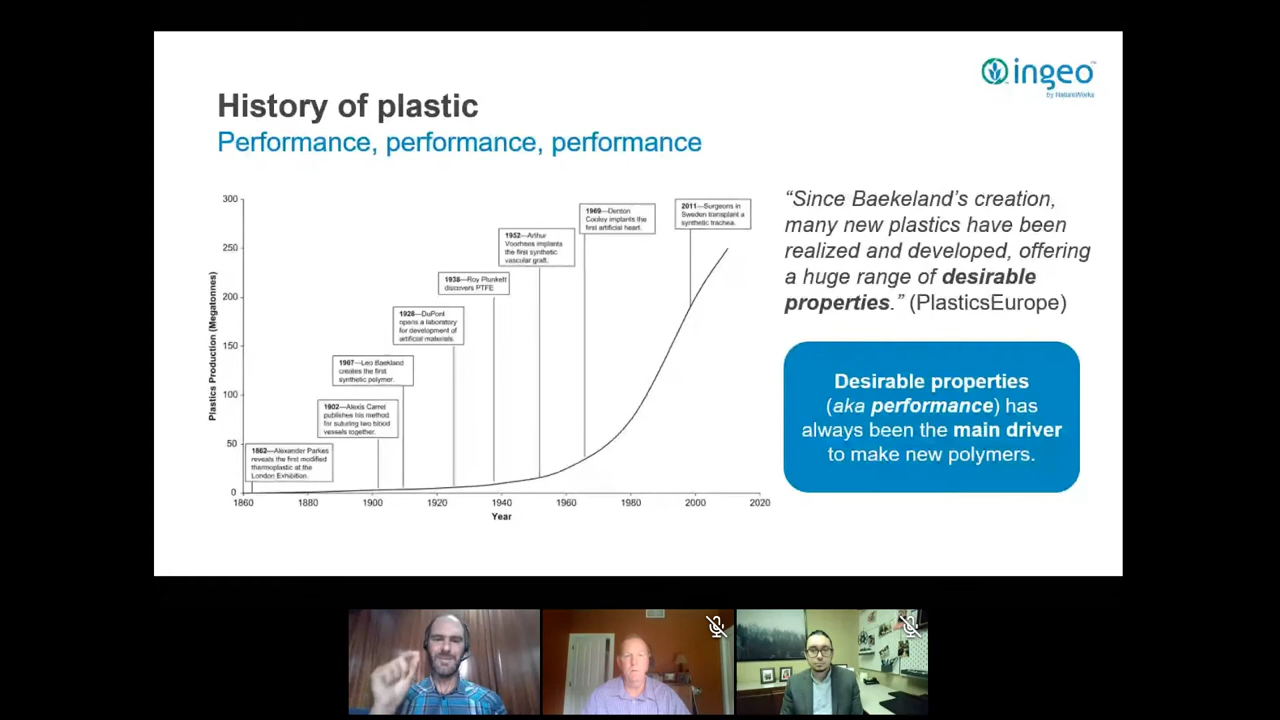 ingeo
by NatureWorks
History of plastic
Performance, performance, performance
300
250
200
150
100
50
0
Plastics Production (Megatonnes)
1862—Alexander Parkes
reveals the first modified
thermoplastic at the
London Exhibition.
1902—Alexis Carrel
publishes his method
for suturing two blood
vessels together.
1907—Leo Baekland
creates the first
synthetic polymer.
1928—DuPont
opens a laboratory
for development of
artificial materials.
1938—Roy Plunkett
discovers PTFE
1952—Arthur
Voorhees implants
the first synthetic
vascular graft.
1969—Denton
Cooley implants the
first artificial heart.
2011—Surgeons in
Sweden transplant a
synthetic trachea.
1860 1880 1900 1920 1940 1960 1980 2000 2020
Year
“Since Baekeland’s creation,
many new plastics have been
realized and developed, offering
a huge range of desirable
properties.” (PlasticsEurope)
Desirable properties
(aka performance) has
always been the main driver
to make new polymers.